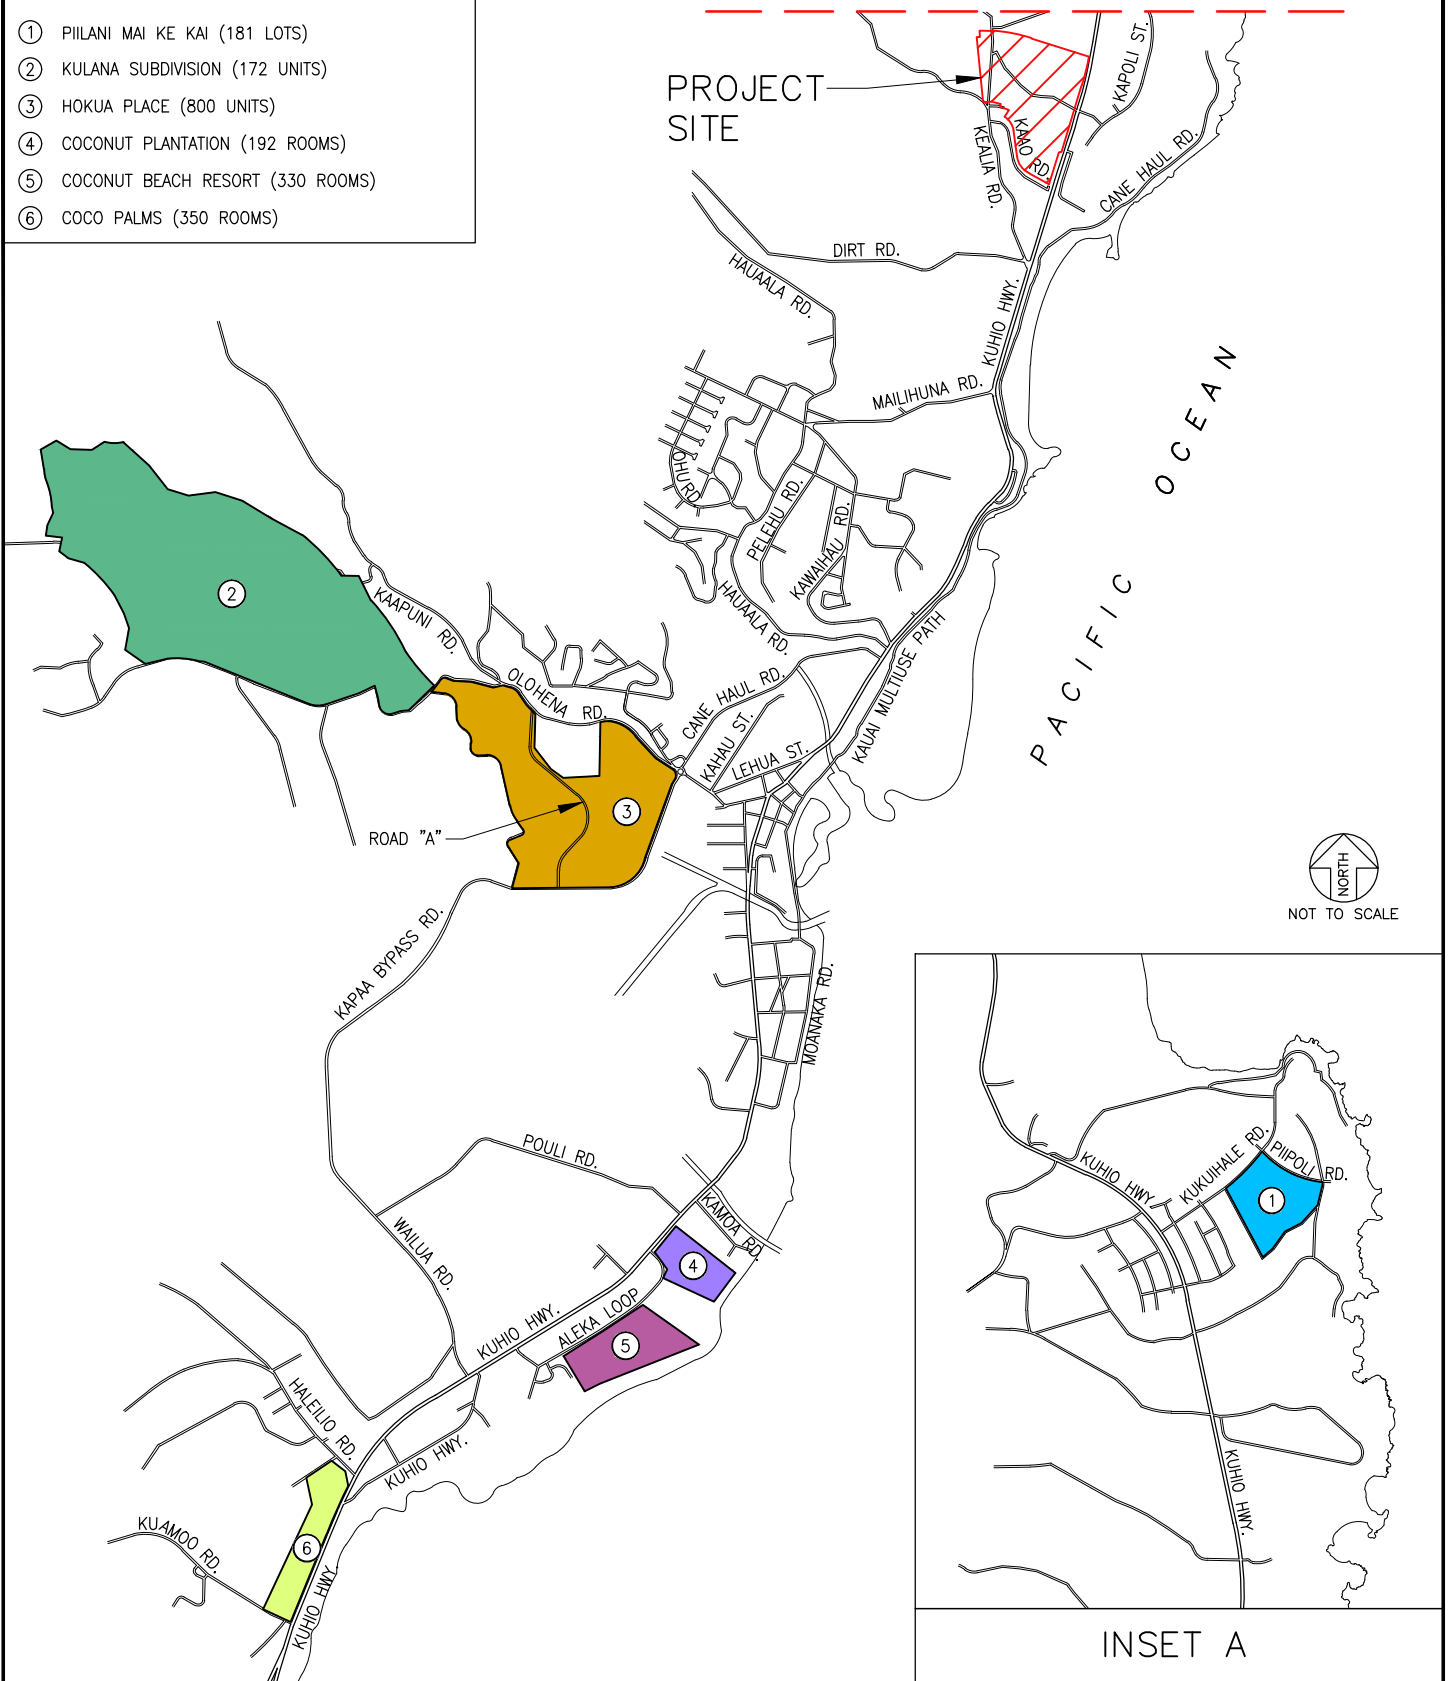 1 PIILANI MAI KE KAI (181 LOTS)
2 KULANA SUBDIVISION (172 UNITS)
3 HOKUA PLACE (800 UNITS)
4 COCONUT PLANTATION (192 ROOMS)
5 COCONUT BEACH RESORT (330 ROOMS)
6 COCO PALMS (350 ROOMS)
PROJECT
SITE
KAPOLI ST.
KAAO RD.
KEALIA RD.
CANE HAUL RD.
DIRT RD.
HAUAALA RD.
KUHIO HWY.
MAILIHUNA RD.
PACIFIC OCEAN
OHU RD.
PELEHU RD.
KAWAIHAU RD.
HAUAALA RD.
2
KAAPUNI RD.
KAUAI MULTIUSE PATH
OLOHENA RD.
CANE HAUL RD.
KAHAU ST.
LEHUA ST.
3
ROAD "A"
NORTH
NOT TO SCALE
KAPAA BYPASS RD.
MOANAKA RD.
POULI RD.
KAMOA RD.
WAILUA RD.
4
KUHIO HWY.
ALEKA LOOP
5
HALEILIO RD.
KUHIO HWY.
KUAMOO RD.
6
KUHIO HWY.
KUHIO HWY
KUKUIHALE RD.
PIIPOLI RD.
1
KUHIO HWY.
INSET A